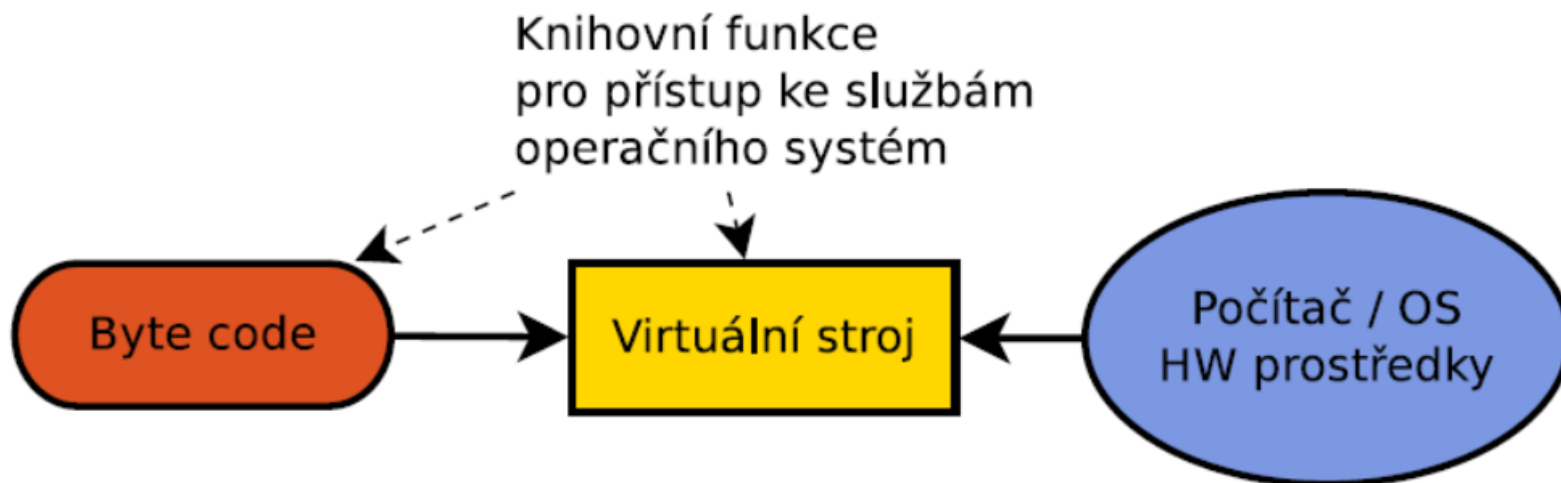 Knihovní funkce
pro přístup ke službám
operačního systém
Byte code
Virtuální stroj
Počítač / OS
HW prostředky